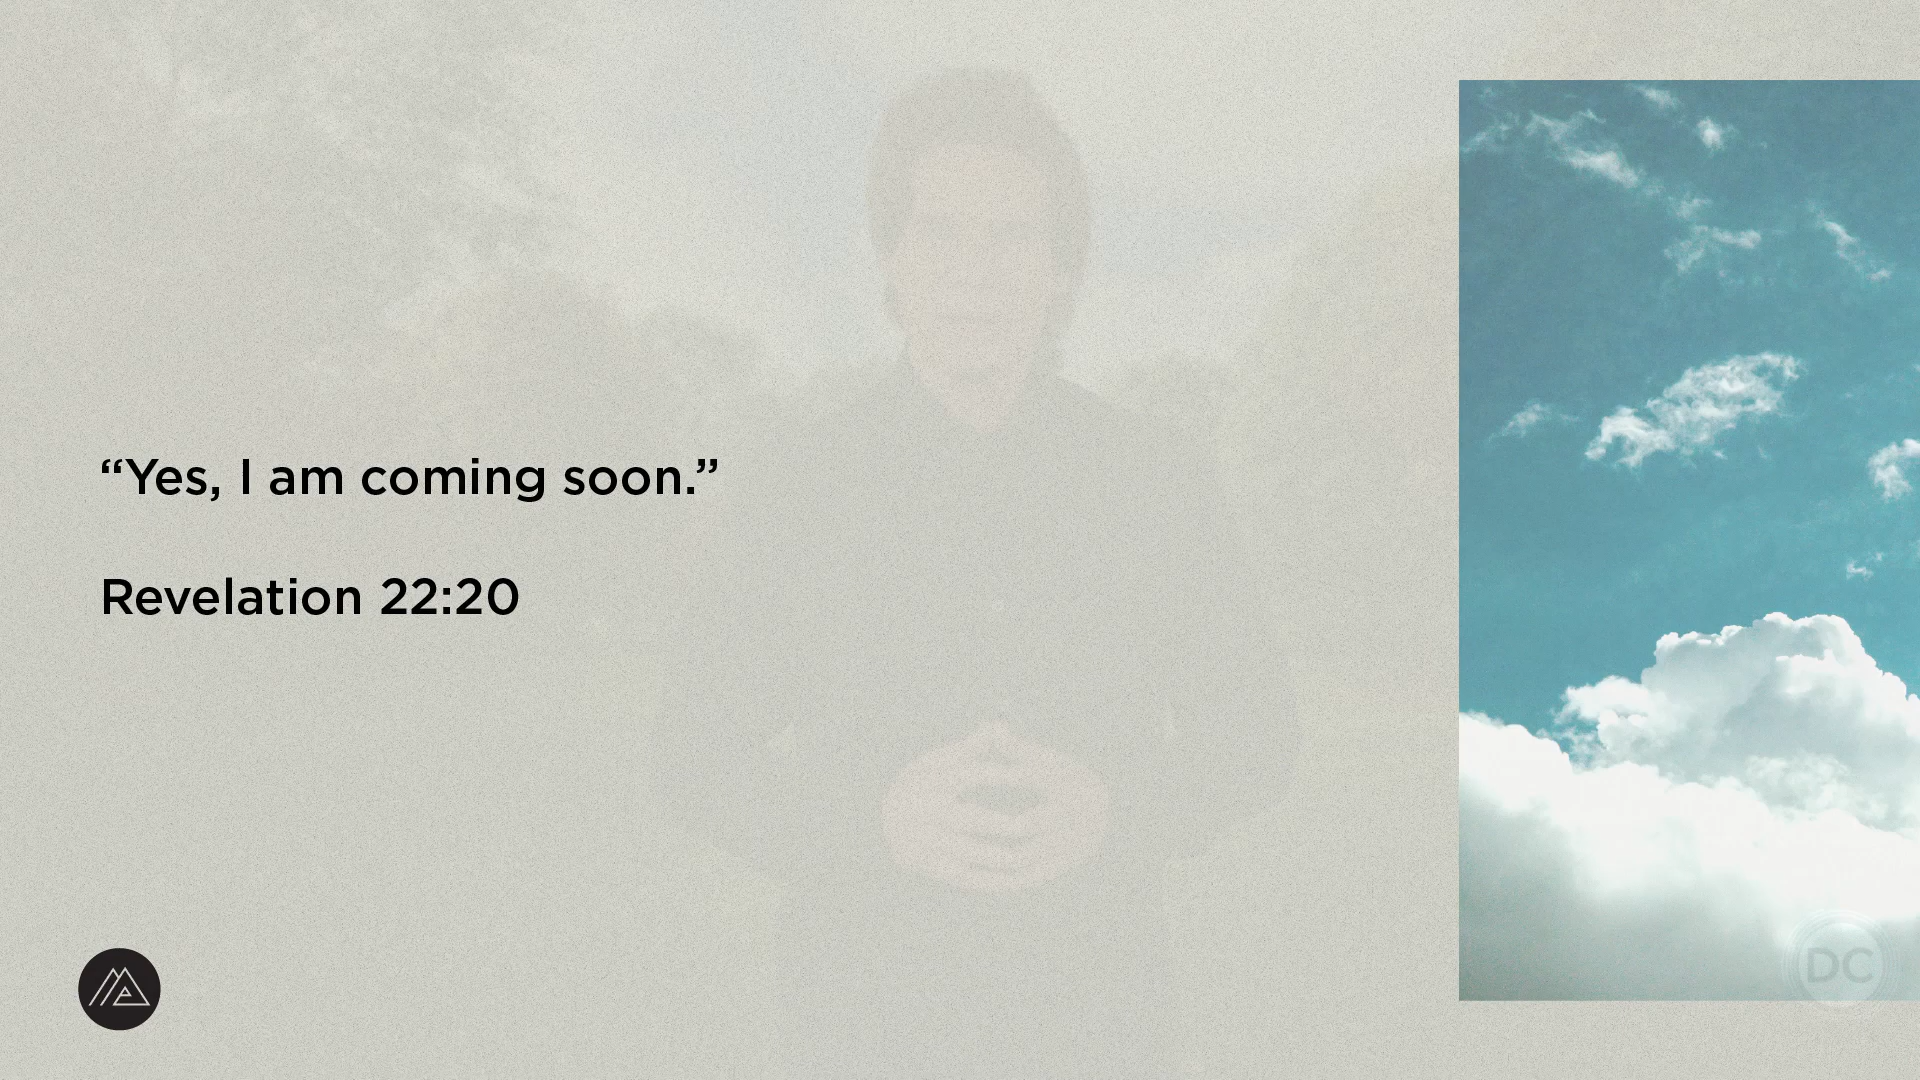 “Yes, I am coming soon.”
Revelation 22:20
DC